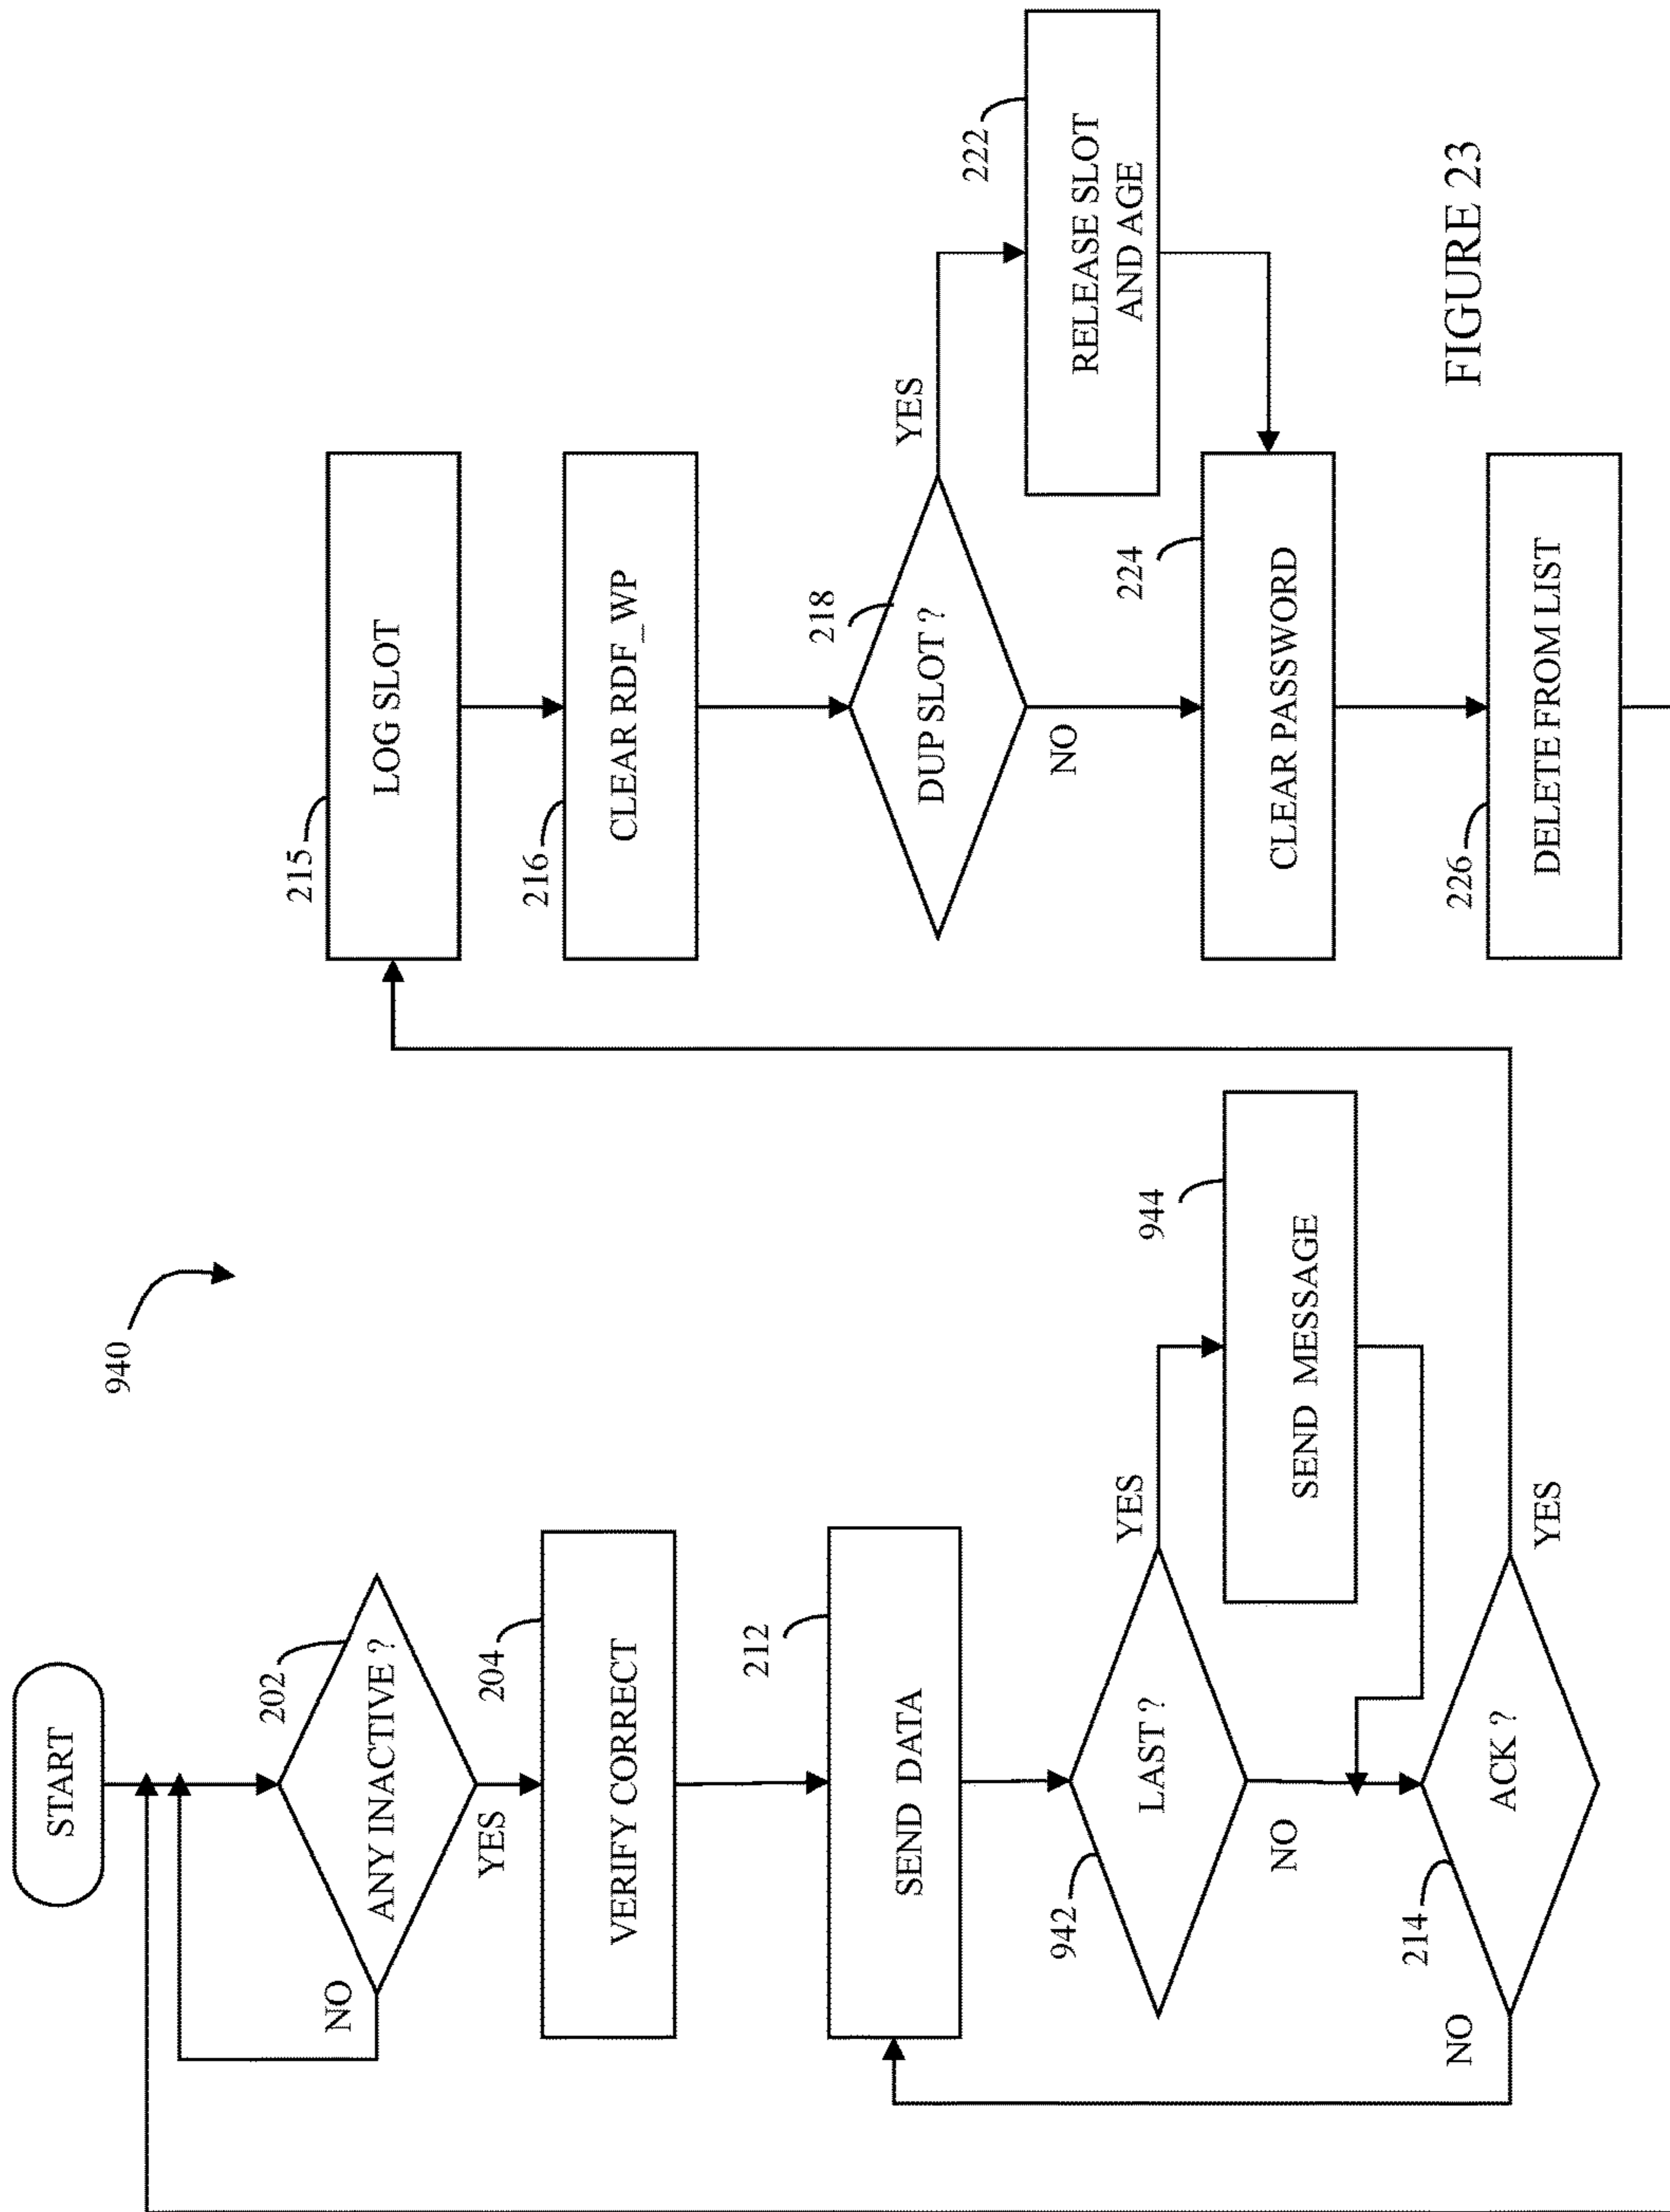 940
START
202
ANY INACTIVE ?
NO
YES
204
VERIFY CORRECT
212
SEND DATA
942
LAST ?
YES
NO
944
SEND MESSAGE
214
ACK ?
NO
YES
215
LOG SLOT
216
CLEAR RDF_WP
218
DUP SLOT ?
YES
NO
222
RELEASE SLOT
AND AGE
224
CLEAR PASSWORD
226
DELETE FROM LIST
FIGURE 23